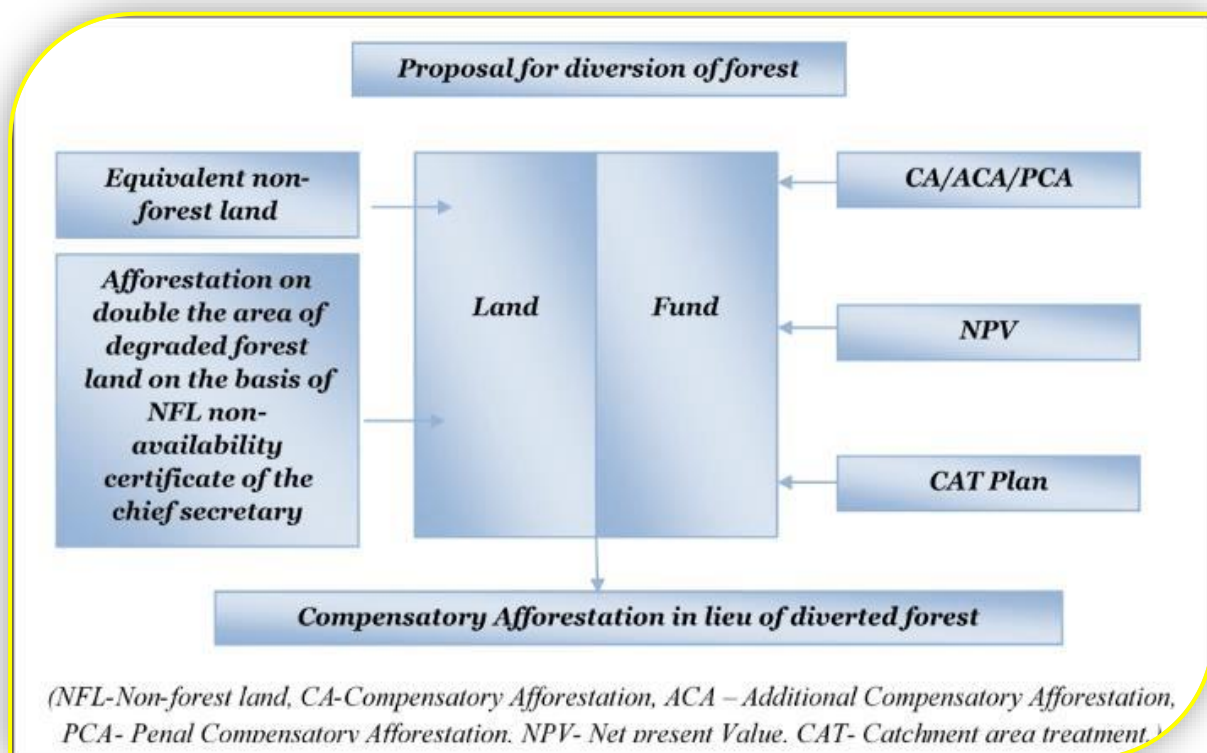 Proposal for diversion of forest
Equivalent non-
forest land
Afforestation on
double the area of
degraded forest
land on the basis of
NFL non-
availability
certificate of the
chief secretary
Land
Fund
CA/ACA/PCA
NPV
CAT Plan
Compensatory Afforestation in lieu of diverted forest
(NFL-Non-forest land, CA-Compensatory Afforestation, ACA – Additional Compensatory Afforestation,
PCA- Penal Compensatory Afforestation. NPV- Net present Value. CAT- Catchment area treatment.)